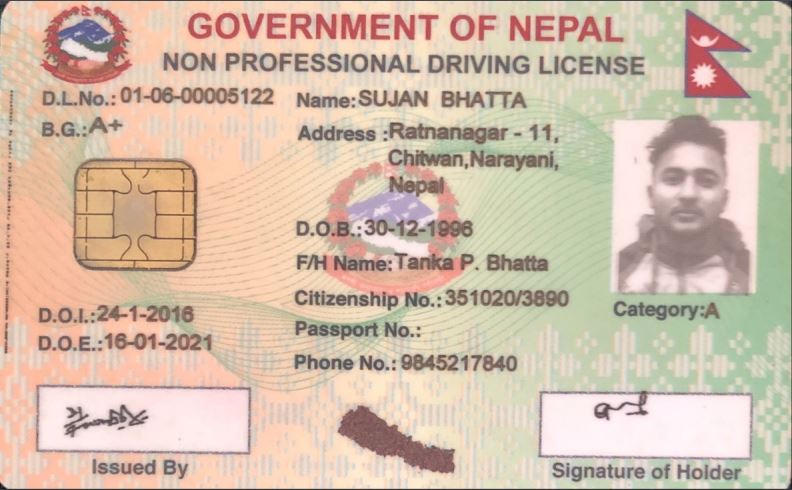 GOVERNMENT OF NEPAL
NON PROFESSIONAL DRIVING LICENSE
D.L.No.: 01-06-00005122
B.G.: A+
Name: SUJAN BHATTA
Address : Ratnanagar - 11,
Chitwan,Narayani,
Nepal
D.O.B.: 30-12-1996
F/H Name: Tanka P. Bhatta
Citizenship No.: 351020/3890
Passport No.:
Phone No.: 9845217840
D.O.I.: 24-1-2016
D.O.E.: 16-01-2021
Category: A
Issued By
Signature of Holder